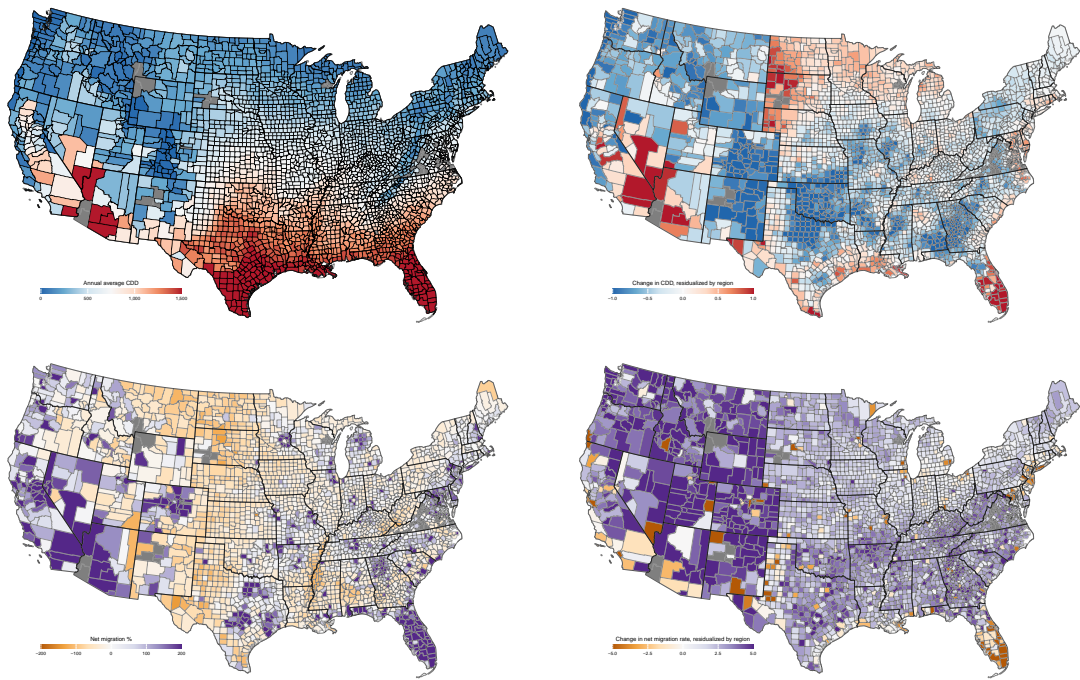 Annual average CDD
0 500 1,000 1,500
Change in CDD, residualized by region
−1.0 −0.5 0.0 0.5 1.0
Net migration %
−200 −100 0 100 200
Change in net migration rate, residualized by region
−5.0 −2.5 0.0 2.5 5.0